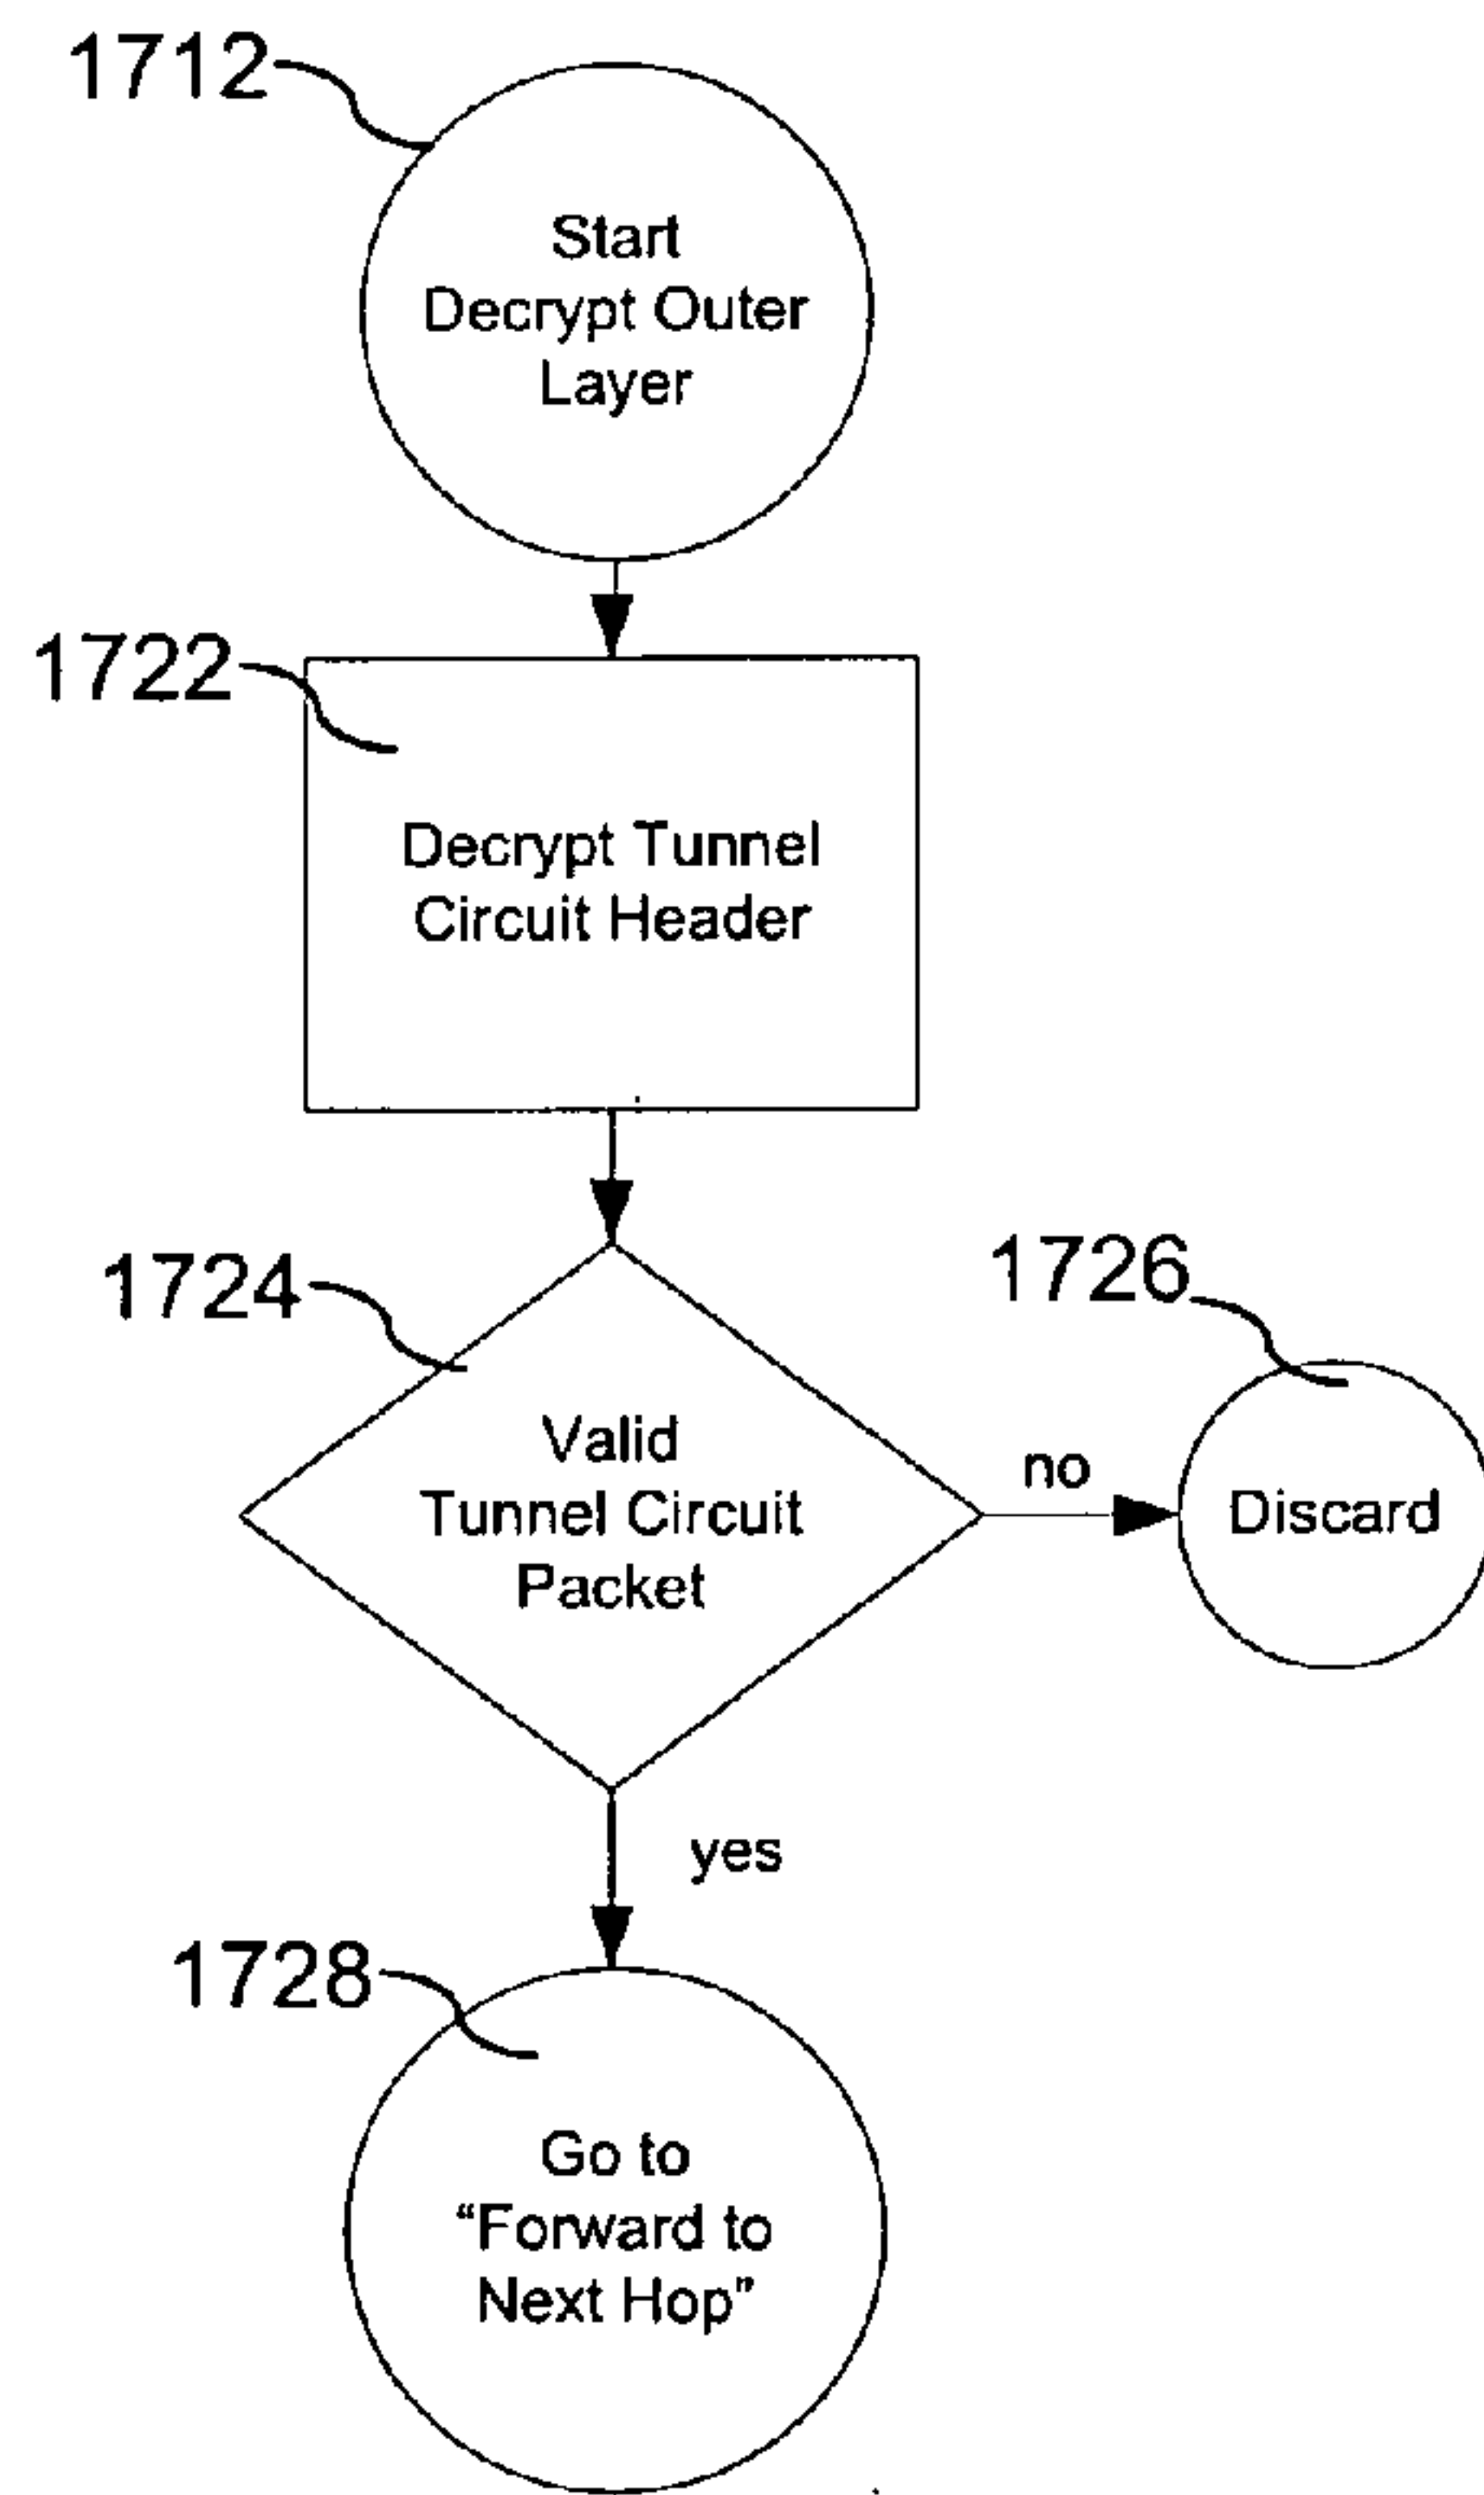 1712
Start
Decrypt Outer
Layer
1722
Decrypt Tunnel
Circuit Header
1724
Valid
Tunnel Circuit
Packet
no
1726
Discard
yes
1728
Go to
“Forward to
Next Hop”